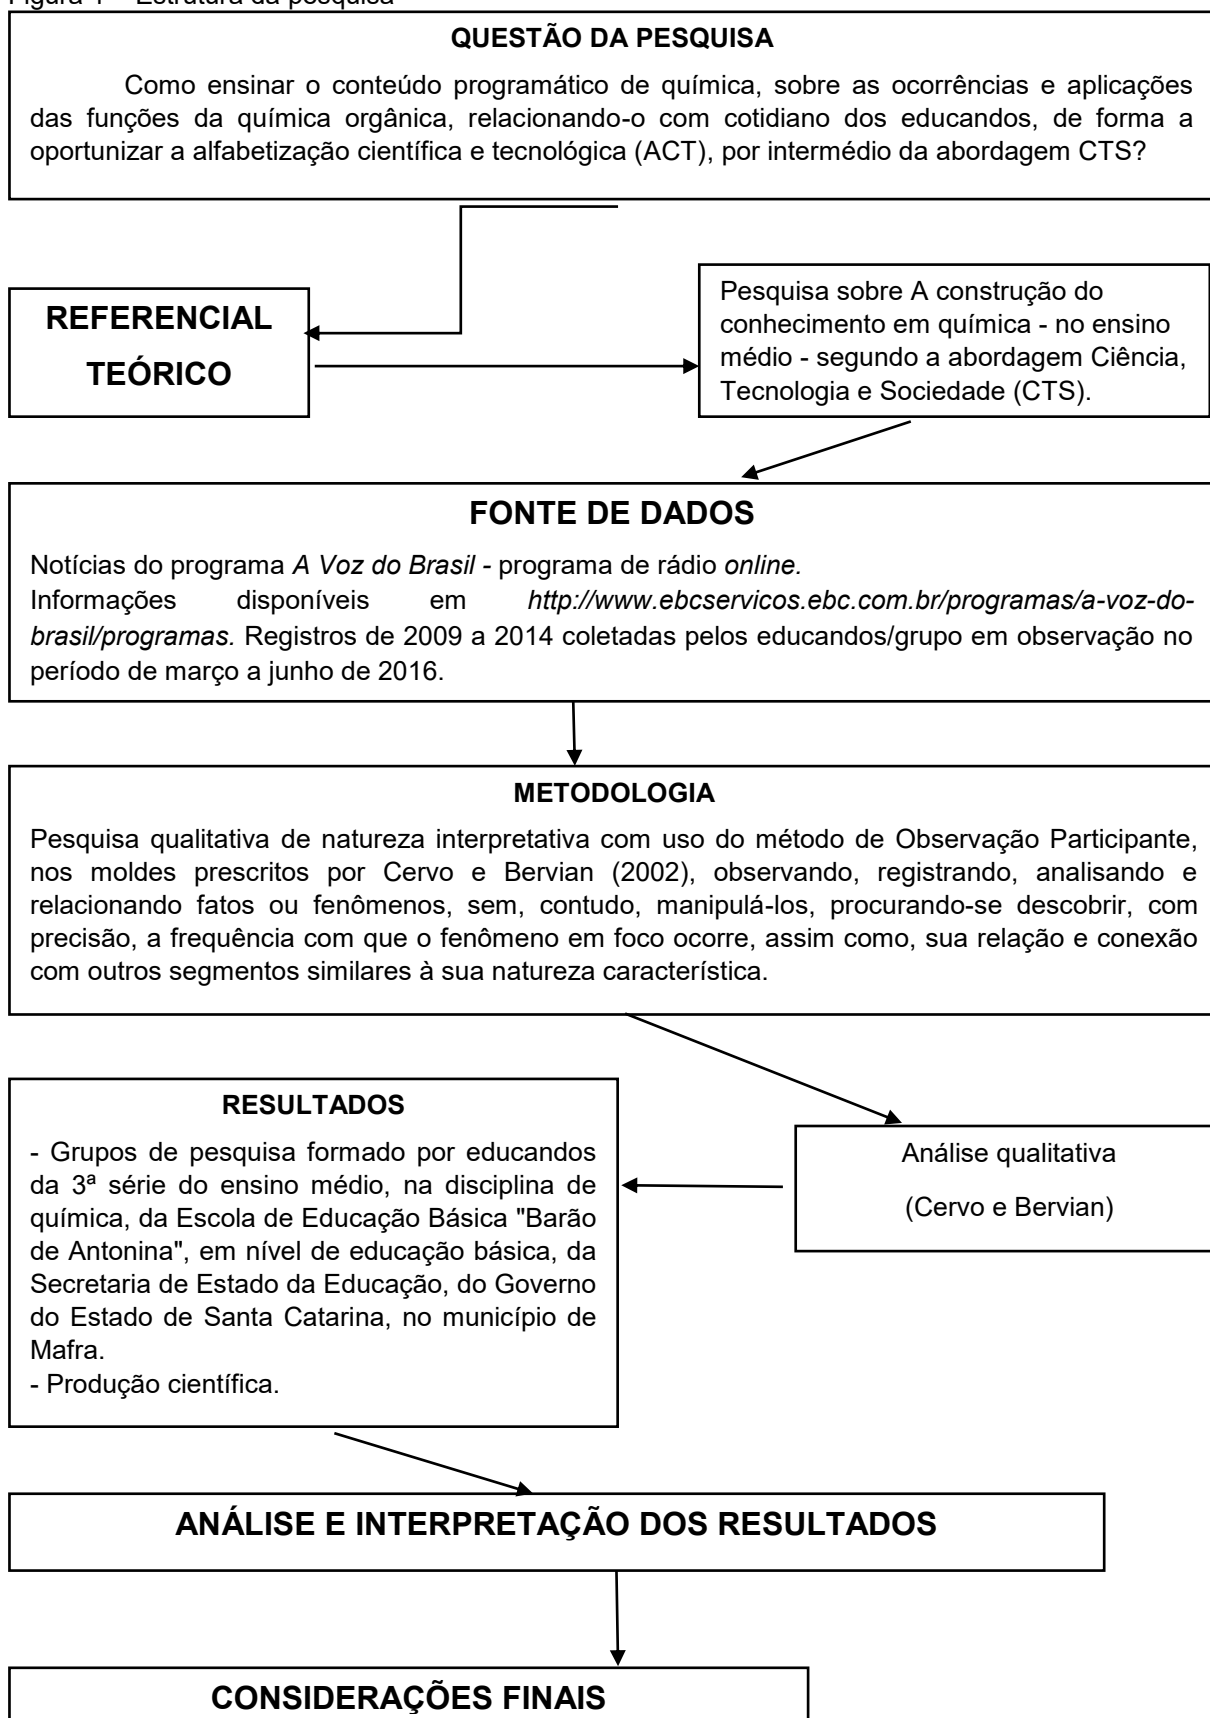 Figura 1 – Estrutura da pesquisa
QUESTÃO DA PESQUISA
Como ensinar o conteúdo programático de química, sobre as ocorrências e aplicações
das funções da química orgânica, relacionando-o com cotidiano dos educandos, de forma a
oportunizar a alfabetização científica e tecnológica (ACT), por intermédio da abordagem CTS?
REFERENCIAL
TEÓRICO
Pesquisa sobre A construção do
conhecimento em química - no ensino
médio - segundo a abordagem Ciência,
Tecnologia e Sociedade (CTS).
FONTE DE DADOS
Notícias do programa A Voz do Brasil - programa de rádio online.
Informações disponíveis em http://www.ebcservicos.ebc.com.br/programas/a-voz-do-
brasil/programas. Registros de 2009 a 2014 coletadas pelos educandos/grupo em observação no
período de março a junho de 2016.
METODOLOGIA
Pesquisa qualitativa de natureza interpretativa com uso do método de Observação Participante,
nos moldes prescritos por Cervo e Bervian (2002), observando, registrando, analisando e
relacionando fatos ou fenômenos, sem, contudo, manipulá-los, procurando-se descobrir, com
precisão, a frequência com que o fenômeno em foco ocorre, assim como, sua relação e conexão
com outros segmentos similares à sua natureza característica.
RESULTADOS
- Grupos de pesquisa formado por educandos
da 3ª série do ensino médio, na disciplina de
química, da Escola de Educação Básica "Barão
de Antonina", em nível de educação básica, da
Secretaria de Estado da Educação, do Governo
do Estado de Santa Catarina, no município de
Mafra.
- Produção científica.
Análise qualitativa
(Cervo e Bervian)
ANÁLISE E INTERPRETAÇÃO DOS RESULTADOS
CONSIDERAÇÕES FINAIS